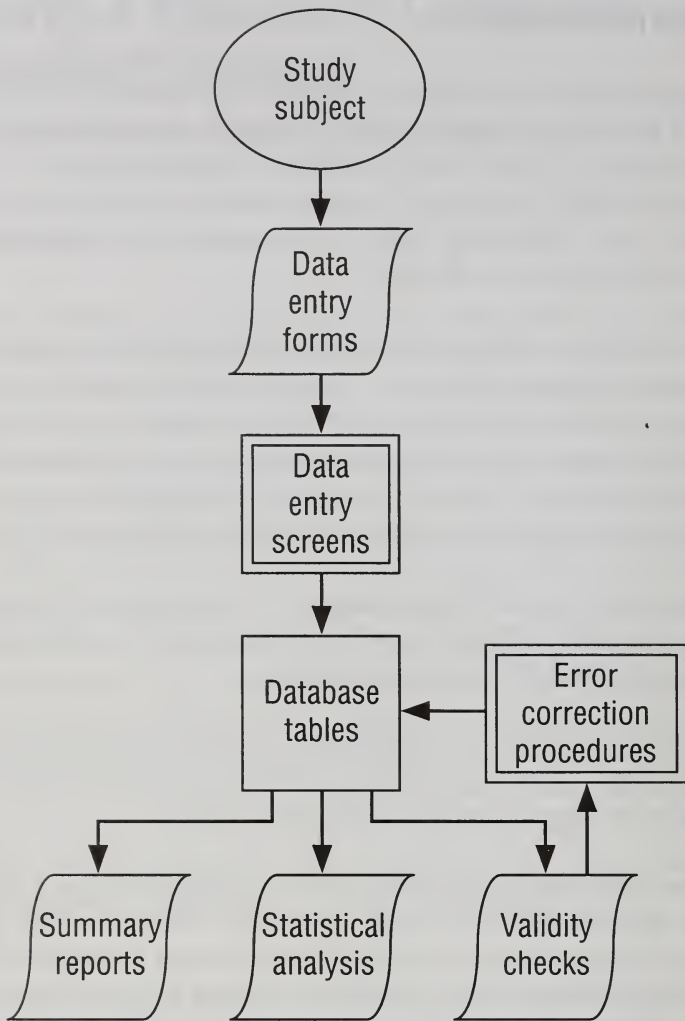 Study
subject
Data
entry
forms
Data
entry
screens
Database
tables
Error
correction
procedures
Summary
reports
Statistical
analysis
Validity
checks